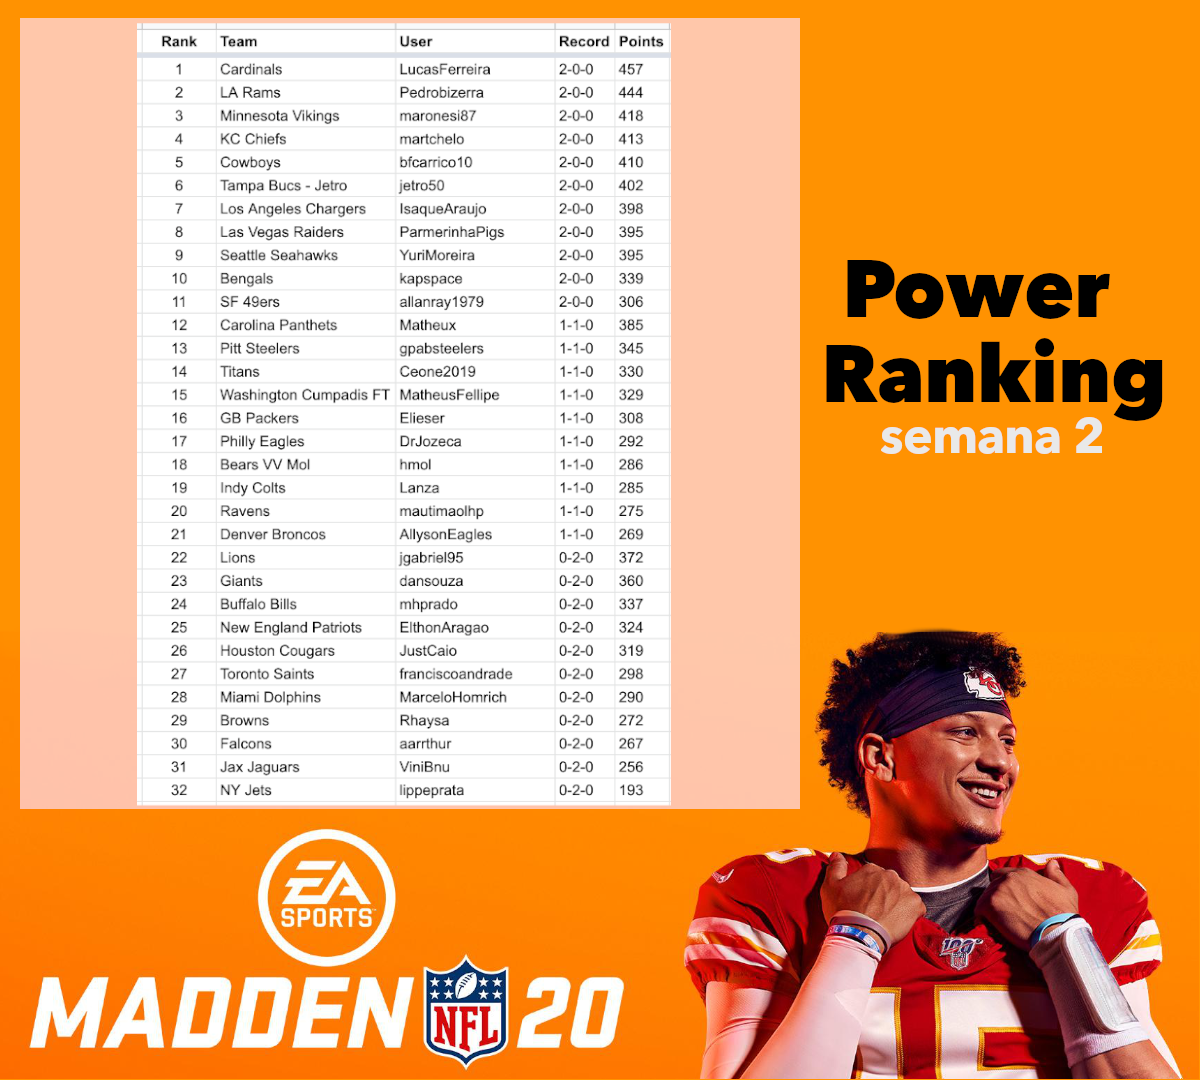 Rank Team User Record Points
1 Cardinals LucasFerreira 2-0-0 457
2 LA Rams Pedrobizerra 2-0-0 444
3 Minnesota Vikings maronesi87 2-0-0 418
4 KC Chiefs martchelo 2-0-0 413
5 Cowboys bfcarrico10 2-0-0 410
6 Tampa Bucs - Jetro jetro50 2-0-0 402
7 Los Angeles Chargers IsaqueAraujo 2-0-0 398
8 Las Vegas Raiders ParmerinhaPigs 2-0-0 395
9 Seattle Seahawks YuriMoreira 2-0-0 395
10 Bengals kapspace 2-0-0 339
11 SF 49ers allanray1979 2-0-0 306
12 Carolina Panthets Matheux 1-1-0 385
13 Pitt Steelers gpabsteelers 1-1-0 345
14 Titans Ceone2019 1-1-0 330
15 Washington Cumpadis FT MatheusFellipe 1-1-0 329
16 GB Packers Elieser 1-1-0 308
17 Philly Eagles DrJozeca 1-1-0 292
18 Bears VV Mol hmol 1-1-0 286
19 Indy Colts Lanza 1-1-0 285
20 Ravens mautimaolhp 1-1-0 275
21 Denver Broncos AllysonEagles 1-1-0 269
22 Lions jgabriel95 0-2-0 372
23 Giants dansouza 0-2-0 360
24 Buffalo Bills mhprado 0-2-0 337
25 New England Patriots ElthonAragao 0-2-0 324
26 Houston Cougars JustCaio 0-2-0 319
27 Toronto Saints franciscoandrade 0-2-0 298
28 Miami Dolphins MarceloHomrich 0-2-0 290
29 Browns Rhaysa 0-2-0 272
30 Falcons aarrthur 0-2-0 267
31 Jax Jaguars ViniBnu 0-2-0 256
32 NY Jets lippeprata 0-2-0 193
Power
Ranking
semana 2
EA
SPORTS™
MADDEN NFL 20
KC
100
NFL
15